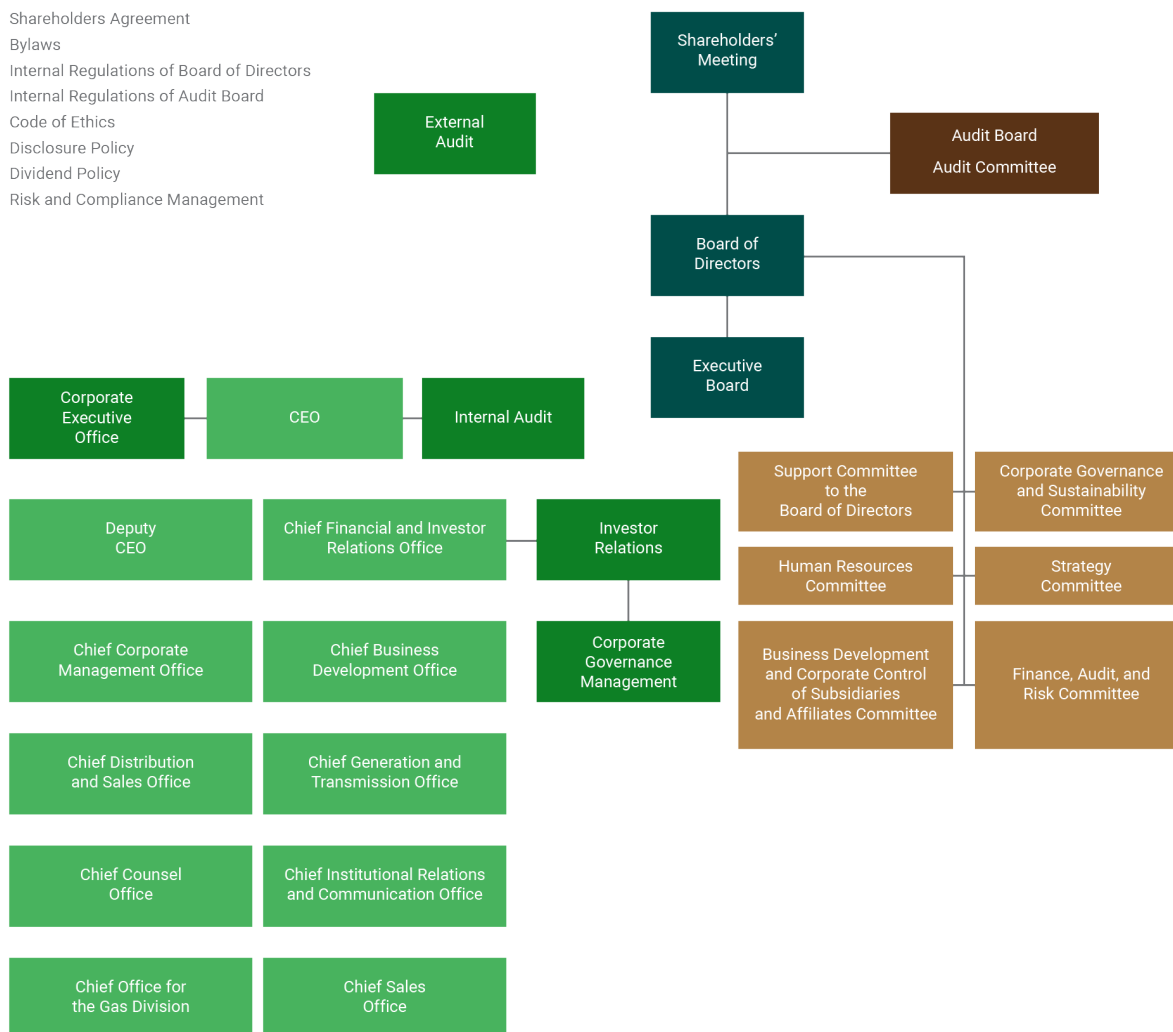 Shareholders Agreement
Bylaws
Internal Regulations of Board of Directors
Internal Regulations of Audit Board
Code of Ethics
Disclosure Policy
Dividend Policy
Risk and Compliance Management
External
Audit
Shareholders’
Meeting
Audit Board
Audit Committee
Board of
Directors
Executive
Board
Corporate
Executive
Office
CEO
Internal Audit
Deputy
CEO
Chief Financial and Investor
Relations Office
Investor
Relations
Chief Corporate
Management Office
Chief Business
Development Office
Corporate
Governance
Management
Chief Distribution
and Sales Office
Chief Generation and
Transmission Office
Chief Counsel
Office
Chief Institutional Relations
and Communication Office
Chief Office for
the Gas Division
Chief Sales
Office
Support Committee
to the
Board of Directors
Corporate Governance
and Sustainability
Committee
Human Resources
Committee
Strategy
Committee
Business Development
and Corporate Control
of Subsidiaries
and Affiliates Committee
Finance, Audit, and
Risk Committee